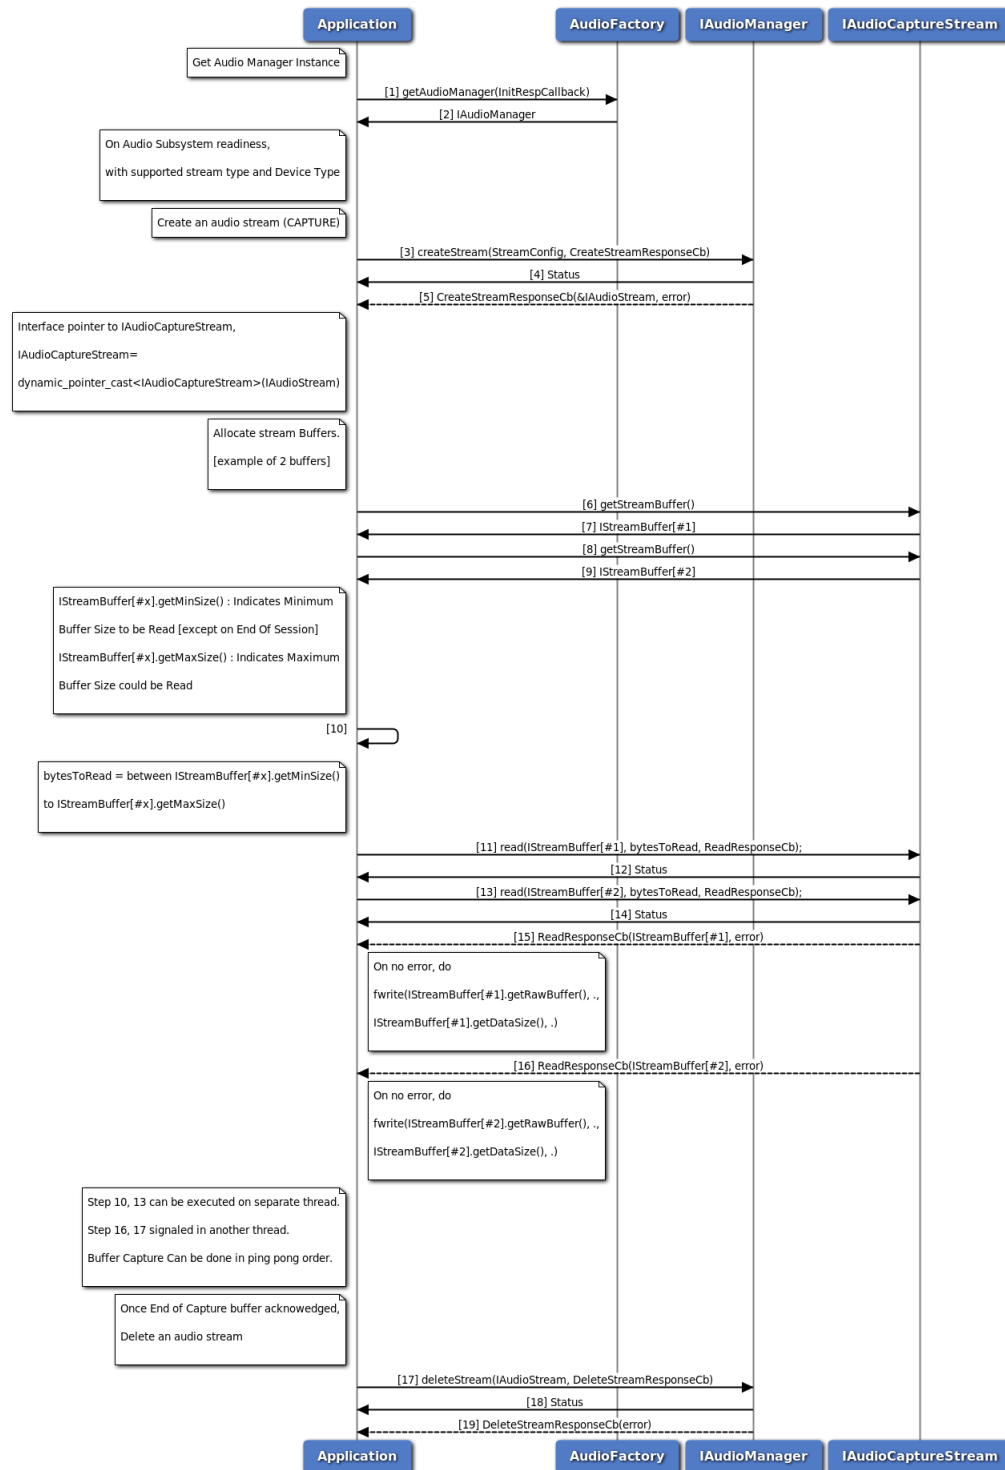 Application
AudioFactory
IAudioManager
IAudioCaptureStream
Get Audio Manager Instance
[1] getAudioManager(InitRespCallback)
[2] IAudioManager
On Audio Subsystem readiness,
with supported stream type and Device Type
Create an audio stream (CAPTURE)
[3] createStream(StreamConfig, CreateStreamResponseCb)
[4] Status
[5] CreateStreamResponseCb(&IAudioStream, error)
Interface pointer to IAudioCaptureStream,
IAudioCaptureStream=
dynamic_pointer_cast<IAudioCaptureStream>(IAudioStream)
Allocate stream Buffers.
[example of 2 buffers]
[6] getStreamBuffer()
[7] IStreamBuffer[#1]
[8] getStreamBuffer()
[9] IStreamBuffer[#2]
IStreamBuffer[#x].getMinSize() : Indicates Minimum
Buffer Size to be Read [except on End Of Session]
IStreamBuffer[#x].getMaxSize() : Indicates Maximum
Buffer Size could be Read
[10]
bytesToRead = between IStreamBuffer[#x].getMinSize()
to IStreamBuffer[#x].getMaxSize()
[11] read(IStreamBuffer[#1], bytesToRead, ReadResponseCb);
[12] Status
[13] read(IStreamBuffer[#2], bytesToRead, ReadResponseCb);
[14] Status
[15] ReadResponseCb(IStreamBuffer[#1], error)
On no error, do
fwrite(IStreamBuffer[#1].getRawBuffer(), .,
IStreamBuffer[#1].getDataSize(), .)
[16] ReadResponseCb(IStreamBuffer[#2], error)
On no error, do
fwrite(IStreamBuffer[#2].getRawBuffer(), .,
IStreamBuffer[#2].getDataSize(), .)
Step 10, 13 can be executed on separate thread.
Step 16, 17 signaled in another thread.
Buffer Capture Can be done in ping pong order.
Once End of Capture buffer acknowedged,
Delete an audio stream
[17] deleteStream(IAudioStream, DeleteStreamResponseCb)
[18] Status
[19] DeleteStreamResponseCb(error)
Application
AudioFactory
IAudioManager
IAudioCaptureStream